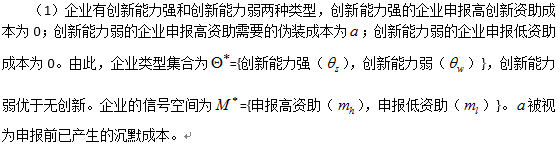 （1）企业有创新能力强和创新能力弱两种类型，创新能力强的企业申报高创新资助成
本为 0；创新能力弱的企业申报高资助需要的伪装成本为 a；创新能力弱的企业申报低资助
成本为 0。由此，企业类型集合为 Θ*={创新能力强（θs），创新能力弱（θw）}，创新能力
弱优于无创新。企业的信号空间为 M*={申报高资助（mh），申报低资助（ml）}。a 被视
为申报前已产生的沉默成本。